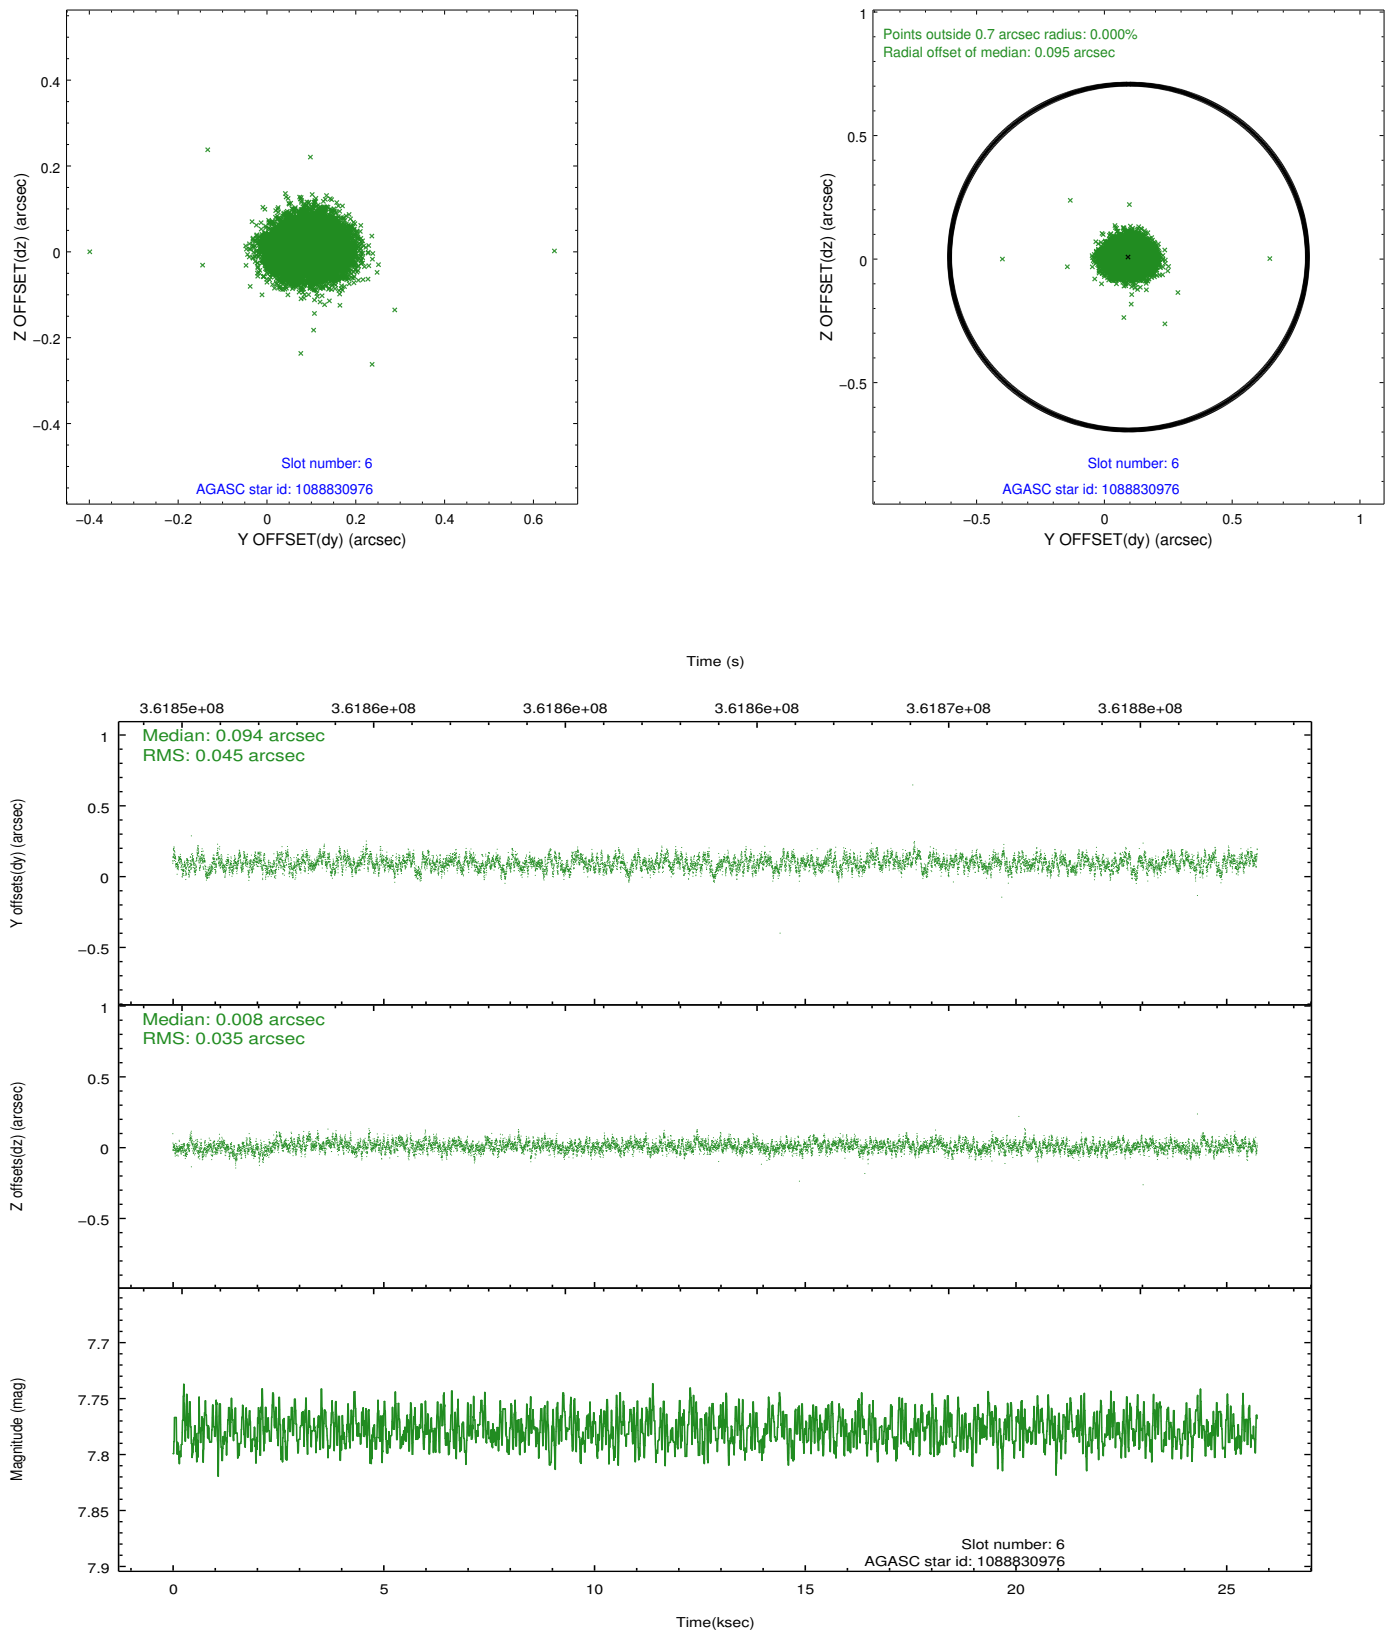 0.4
0.2
0
−0.2
−0.4
Z OFFSET(dz) (arcsec)
Slot number: 6
AGASC star id: 1088830976
−0.4 −0.2 0 0.2 0.4 0.6
Y OFFSET(dy) (arcsec)
Points outside 0.7 arcsec radius: 0.000%
Radial offset of median: 0.095 arcsec
1
0.5
0
−0.5
Z OFFSET(dz) (arcsec)
Slot number: 6
AGASC star id: 1088830976
−0.5 0 0.5 1
Y OFFSET(dy) (arcsec)
Time (s)
3.6185e+08 3.6186e+08 3.6186e+08 3.6186e+08 3.6187e+08 3.6188e+08
Median: 0.094 arcsec
RMS: 0.045 arcsec
1
0.5
0
−0.5
Y offsets(dy) (arcsec)
Median: 0.008 arcsec
RMS: 0.035 arcsec
1
0.5
0
−0.5
Z offsets(dz) (arcsec)
7.7
7.75
7.8
7.85
7.9
Magnitude (mag)
Slot number: 6
AGASC star id: 1088830976
0 5 10 15 20 25
Time(ksec)